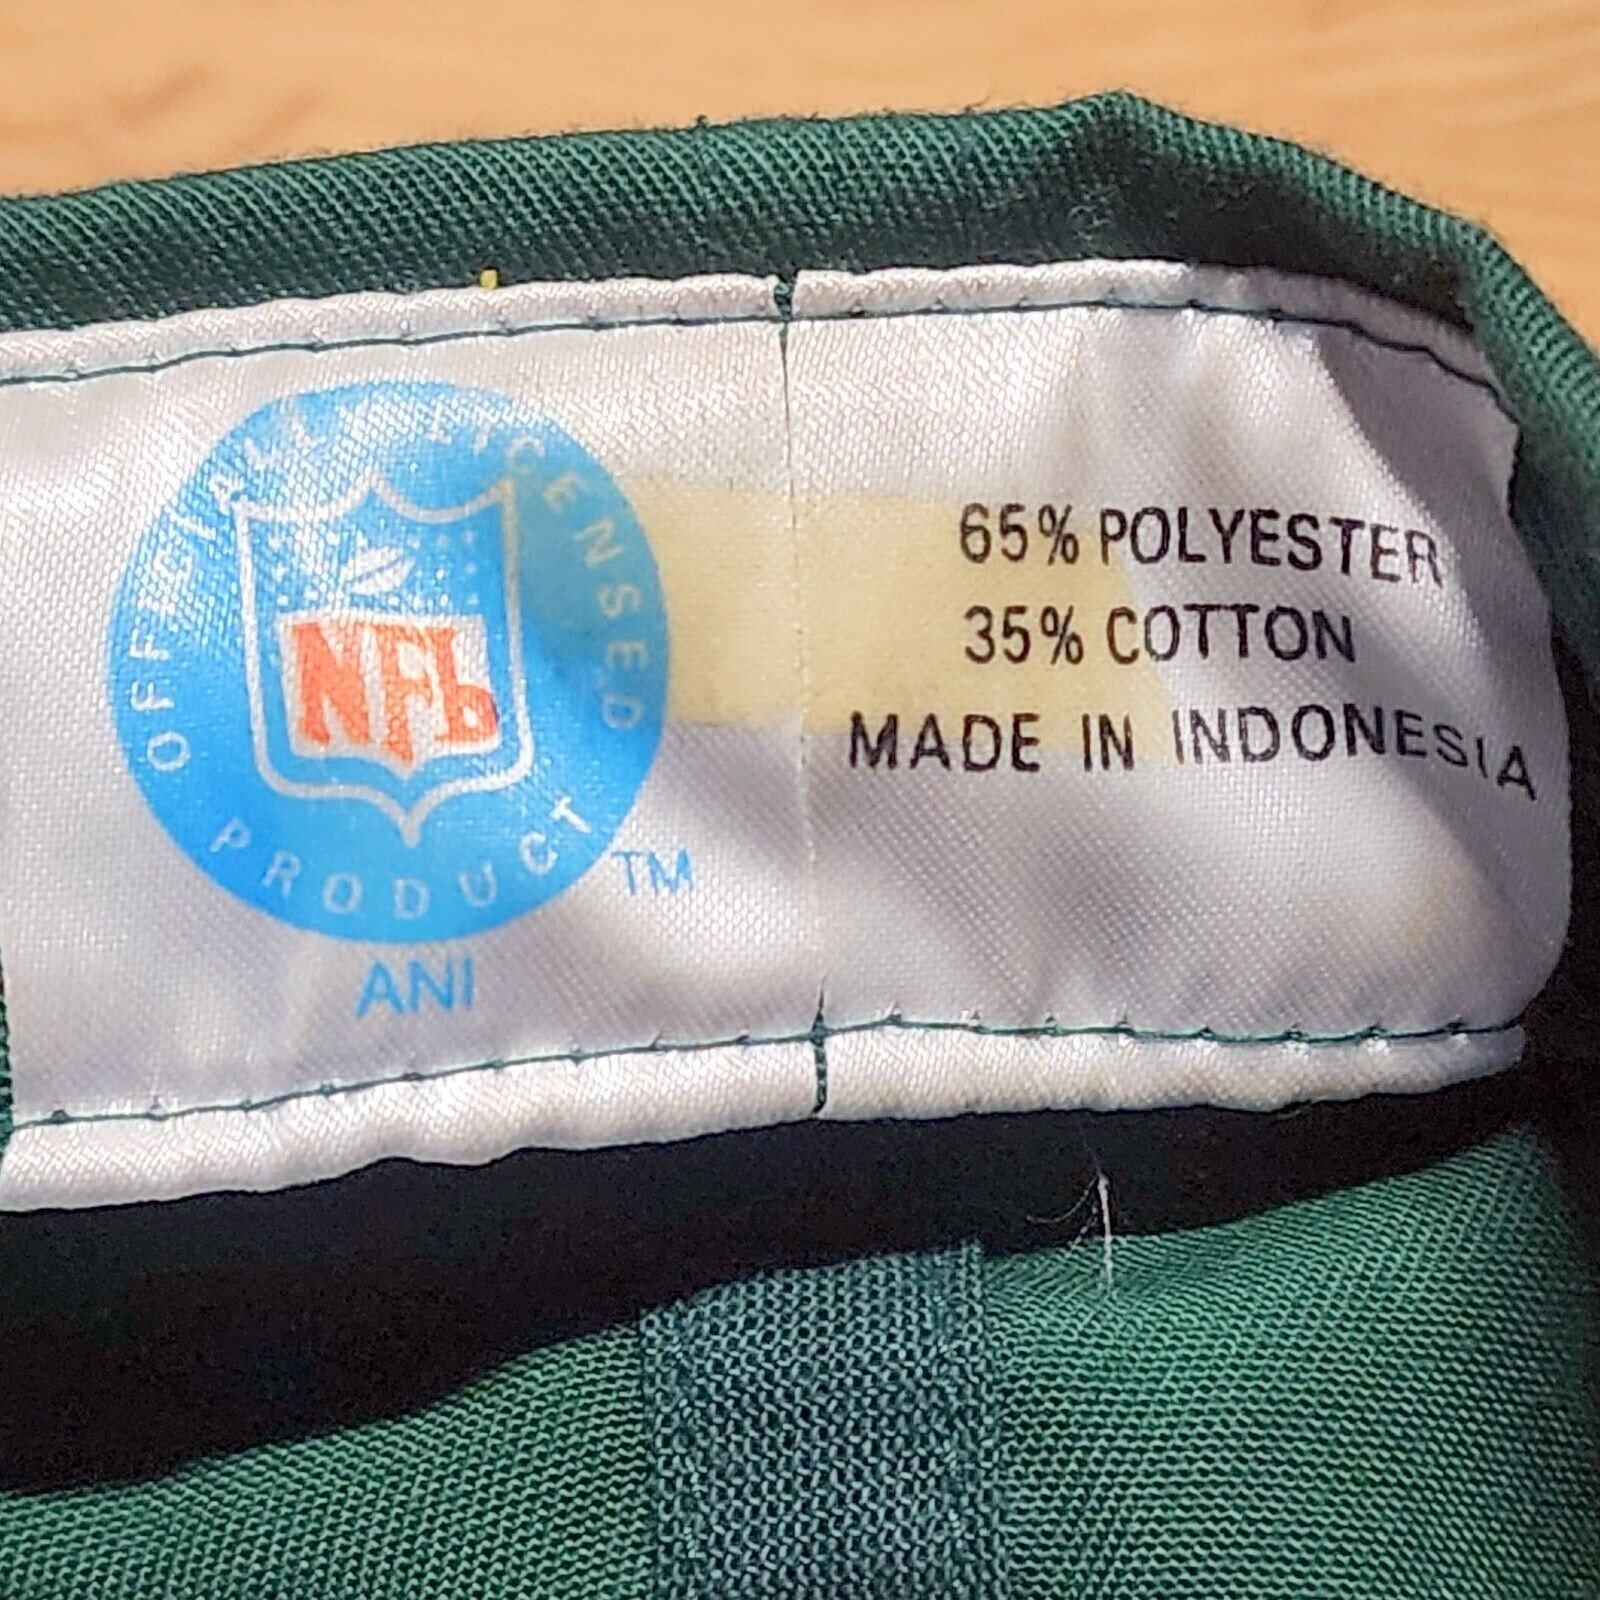 OFFICIALLY LICENSED
NFL
PRODUCT
TM
ANI
65% POLYESTER
35% COTTON
MADE IN INDONESIA